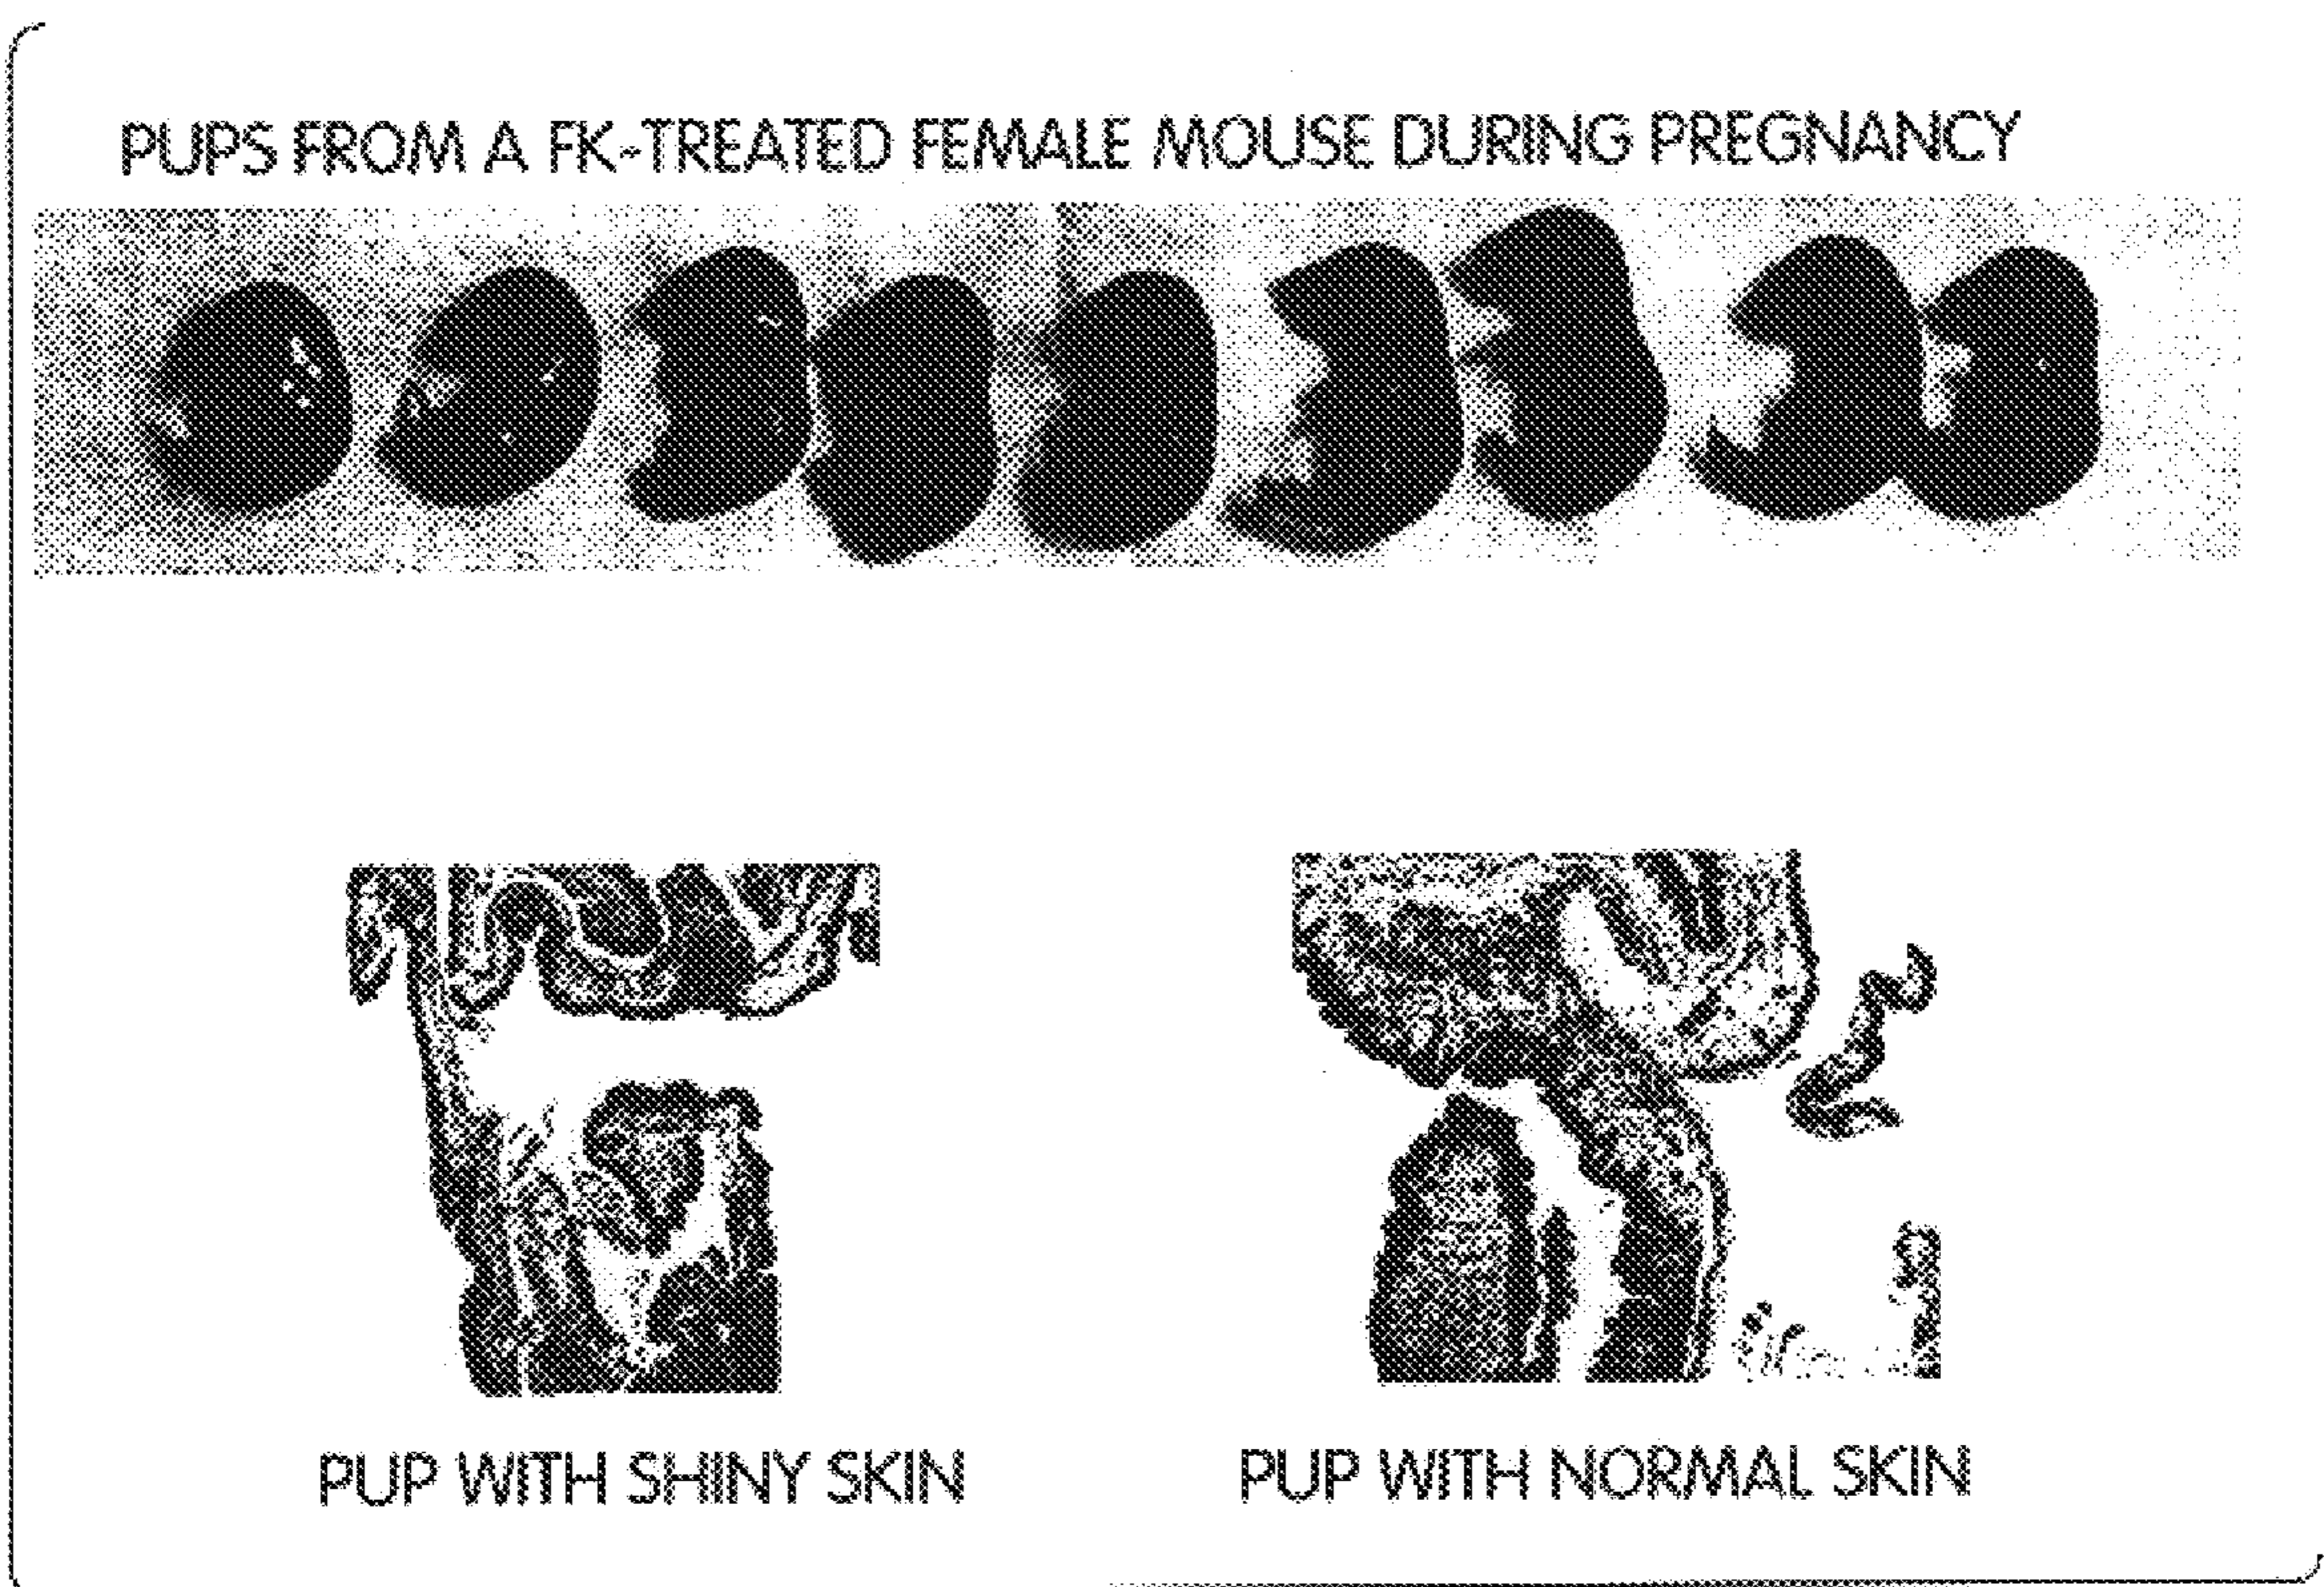 PUPS FROM A FK-TREATED FEMALE MOUSE DURING PREGNANCY
PUP WITH SHINY SKIN
PUP WITH NORMAL SKIN